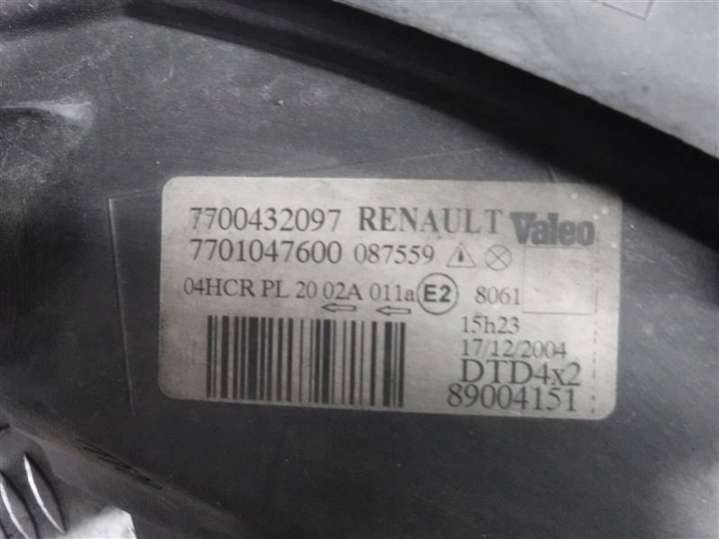 7700432097 RENAULT Valeo
7701047600 087559
04HCR PL 20 02A 011a E2 8061
15h23
17/12/2004
DTD4x2
89004151